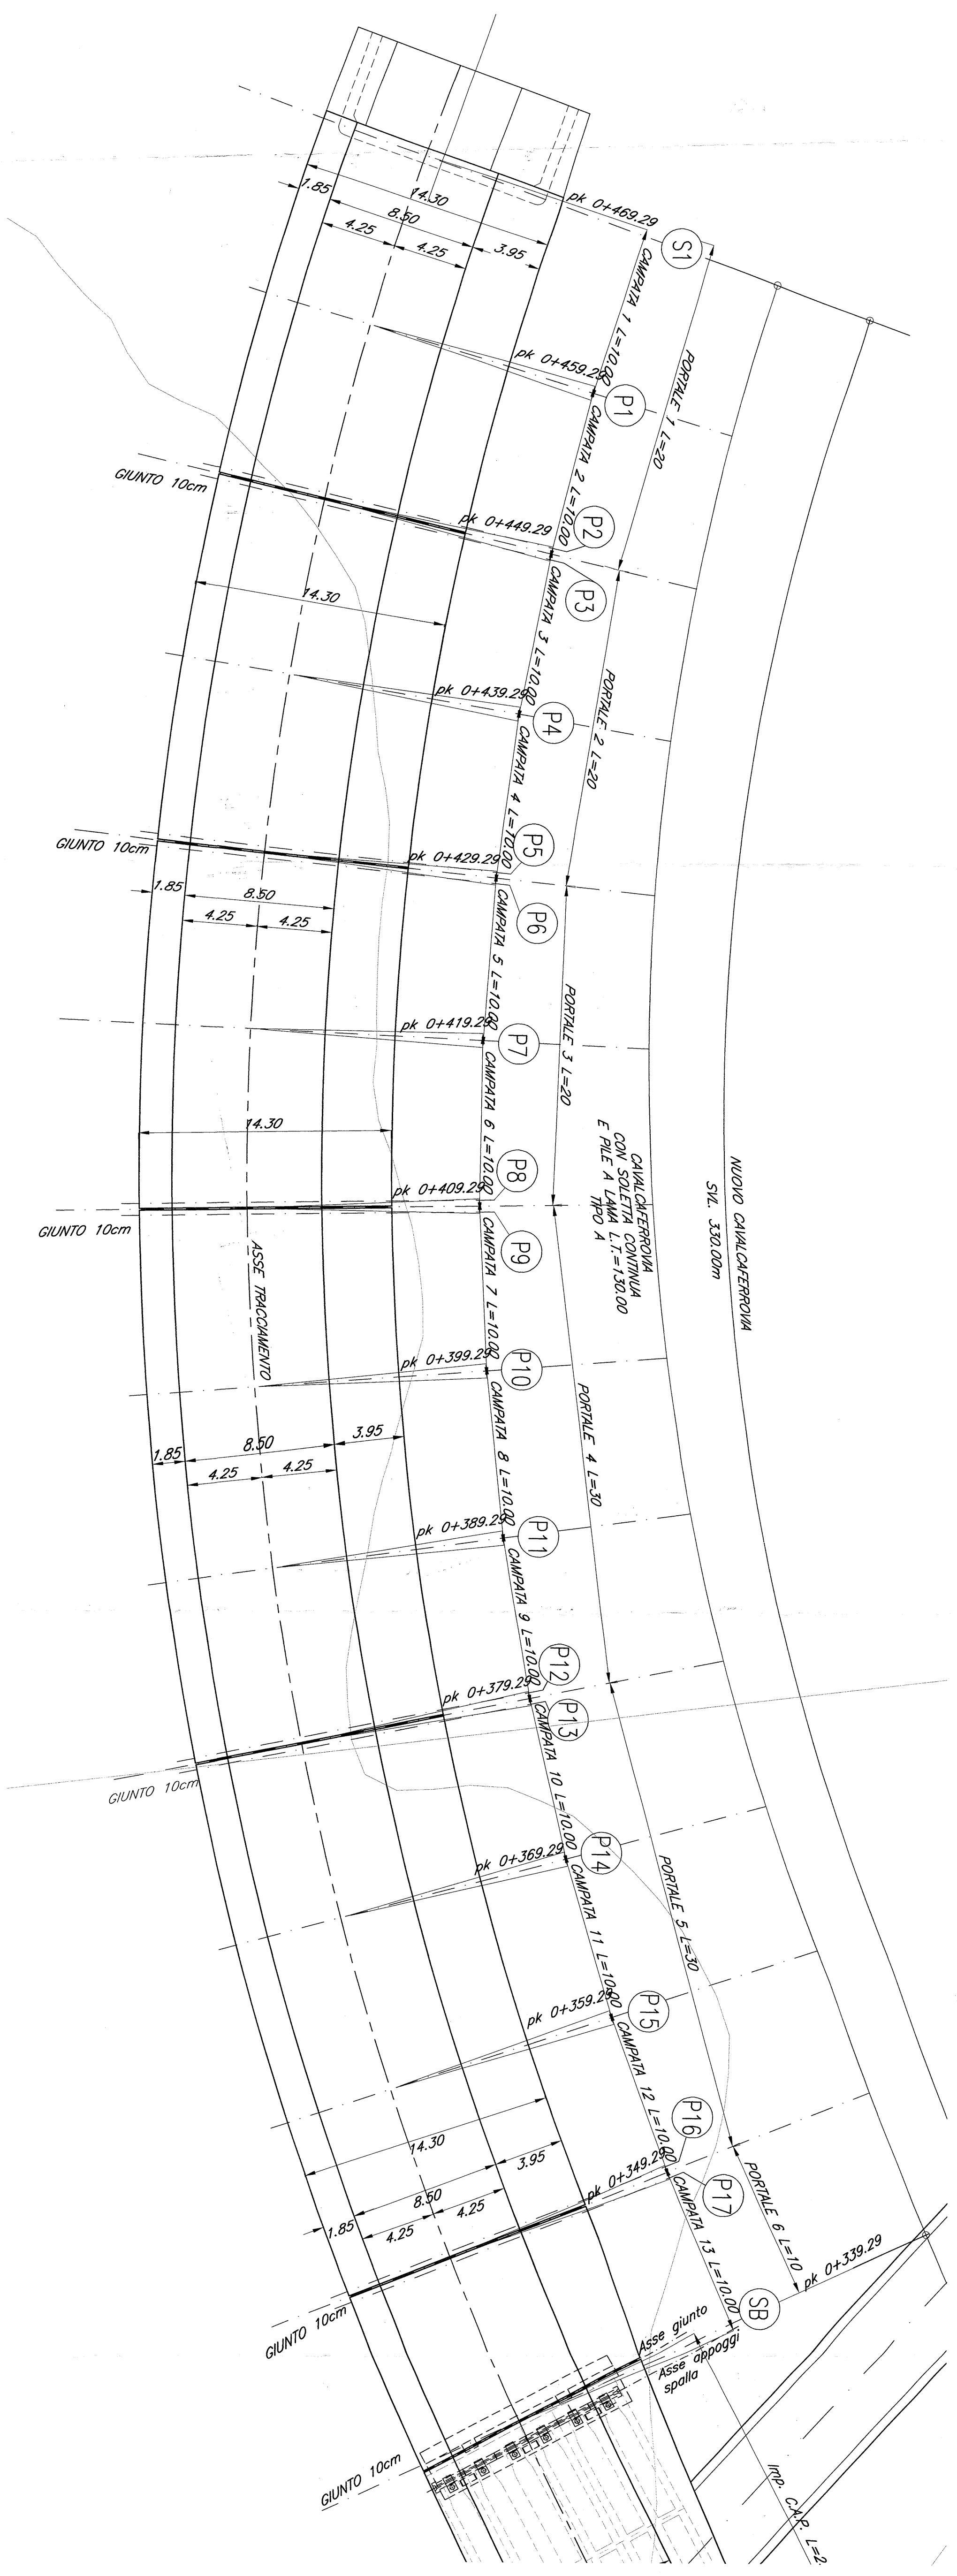 pk 0+469.29
S1
1.85
14.30
8.50
4.25
4.25
3.95
CAMPATA 1 L=10.00
PORTALE 1 L=20
pk 0+459.29
P1
CAMPATA 2 L=10.00
GIUNTO 10cm
pk 0+449.29
P2
P3
14.30
CAMPATA 3 L=10.00
PORTALE 2 L=20
pk 0+439.29
P4
CAMPATA 4 L=10.00
GIUNTO 10cm
pk 0+429.29
P5
P6
1.85
8.50
4.25
4.25
CAMPATA 5 L=10.00
PORTALE 3 L=20
pk 0+419.29
P7
CAMPATA 6 L=10.00
14.30
CAVALCAFERROVIA
CON SOLETTA CONTINUA
E PILE A LAMA L.T.=130.00
TIPO A
NUOVO CAVALCAFERROVIA
SVL. 330.00m
GIUNTO 10cm
pk 0+409.29
P8
P9
ASSE TRACCIAMENTO
CAMPATA 7 L=10.00
pk 0+399.29
P10
PORTALE 4 L=30
1.85
8.50
3.95
4.25
4.25
CAMPATA 8 L=10.00
pk 0+389.29
P11
CAMPATA 9 L=10.00
GIUNTO 10cm
pk 0+379.29
P12
P13
CAMPATA 10 L=10.00
pk 0+369.29
P14
PORTALE 5 L=30
CAMPATA 11 L=10.00
pk 0+359.29
P15
CAMPATA 12 L=10.00
14.30
3.95
8.50
4.25
4.25
1.85
GIUNTO 10cm
pk 0+349.29
P16
P17
PORTALE 6 L=10
CAMPATA 13 L=10.00
pk 0+339.29
SB
Asse giunto
Asse appoggi
spalla
GIUNTO 10cm
Imp. C.A.P. L=2